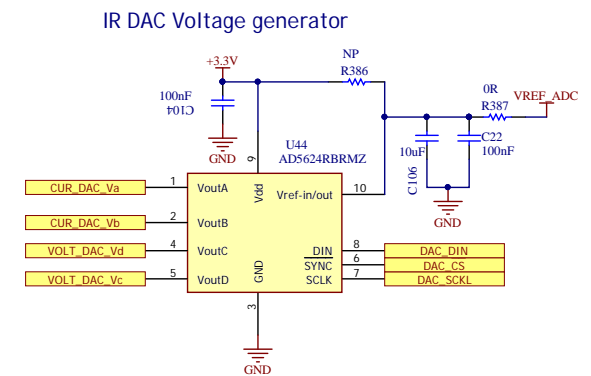 IR DAC Voltage generator
+3.3V
NP
R386
100nF
C104
0R
R387
VREF_ADC
GND
U44
AD5624RBRMZ
10uF
C106
C22
100nF
GND
9
Vdd
CUR_DAC_Va
1
VoutA
Vref-in/out
10
CUR_DAC_Vb
2
VoutB
VOLT_DAC_Vd
4
VoutC
DIN
8
DAC_DIN
SYNC
6
DAC_CS
VOLT_DAC_Vc
5
VoutD
GND
SCLK
7
DAC_SCKL
3
GND